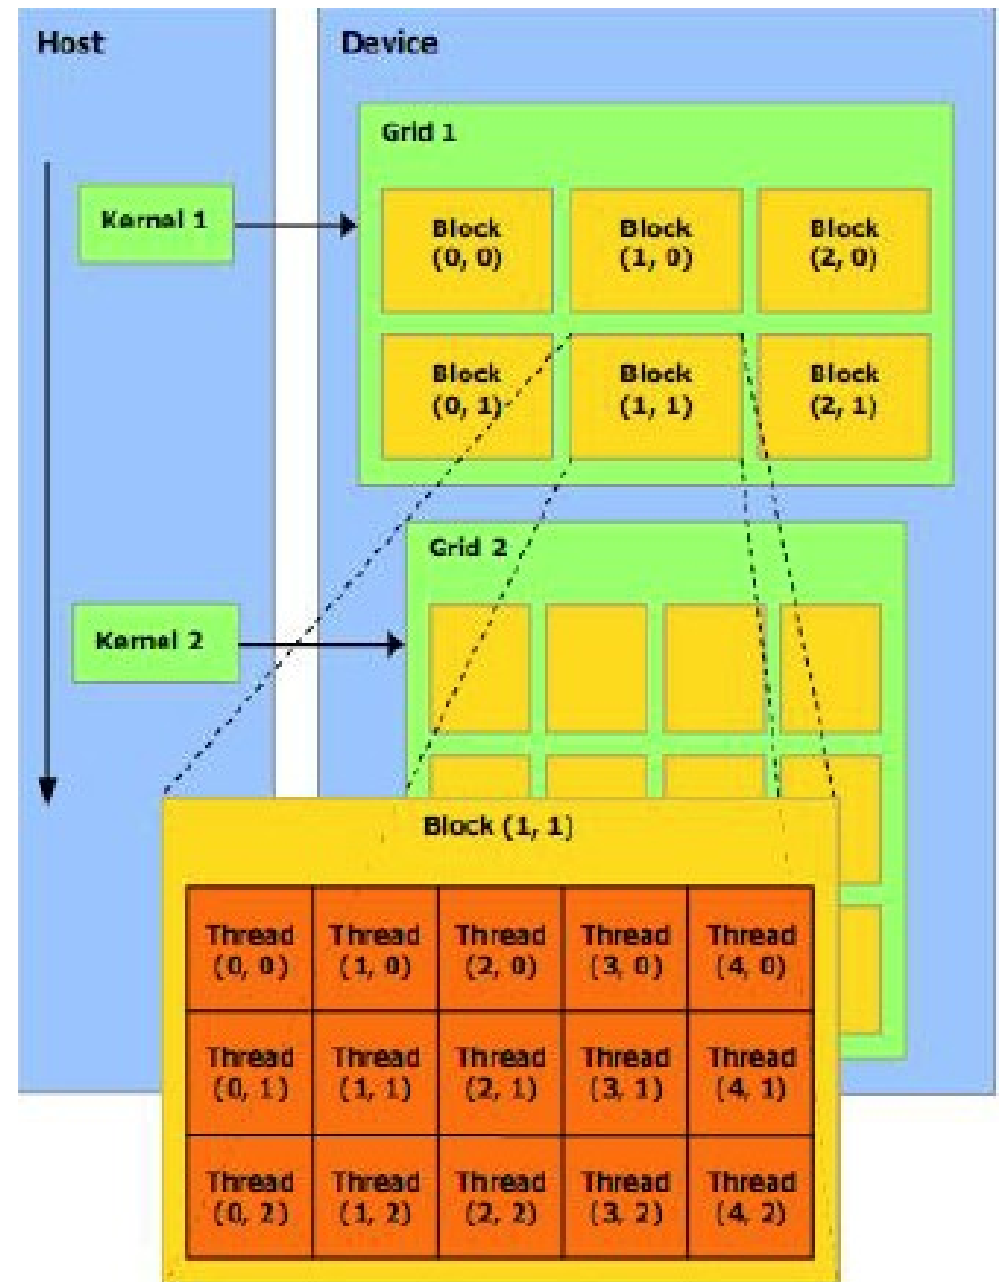 Host
Device
Grid 1
Kernel 1
Block
(0, 0)
Block
(1, 0)
Block
(2, 0)
Block
(0, 1)
Block
(1, 1)
Block
(2, 1)
Grid 2
Kernel 2
Block (1, 1)
Thread
(0, 0)
Thread
(1, 0)
Thread
(2, 0)
Thread
(3, 0)
Thread
(4, 0)
Thread
(0, 1)
Thread
(1, 1)
Thread
(2, 1)
Thread
(3, 1)
Thread
(4, 1)
Thread
(0, 2)
Thread
(1, 2)
Thread
(2, 2)
Thread
(3, 2)
Thread
(4, 2)